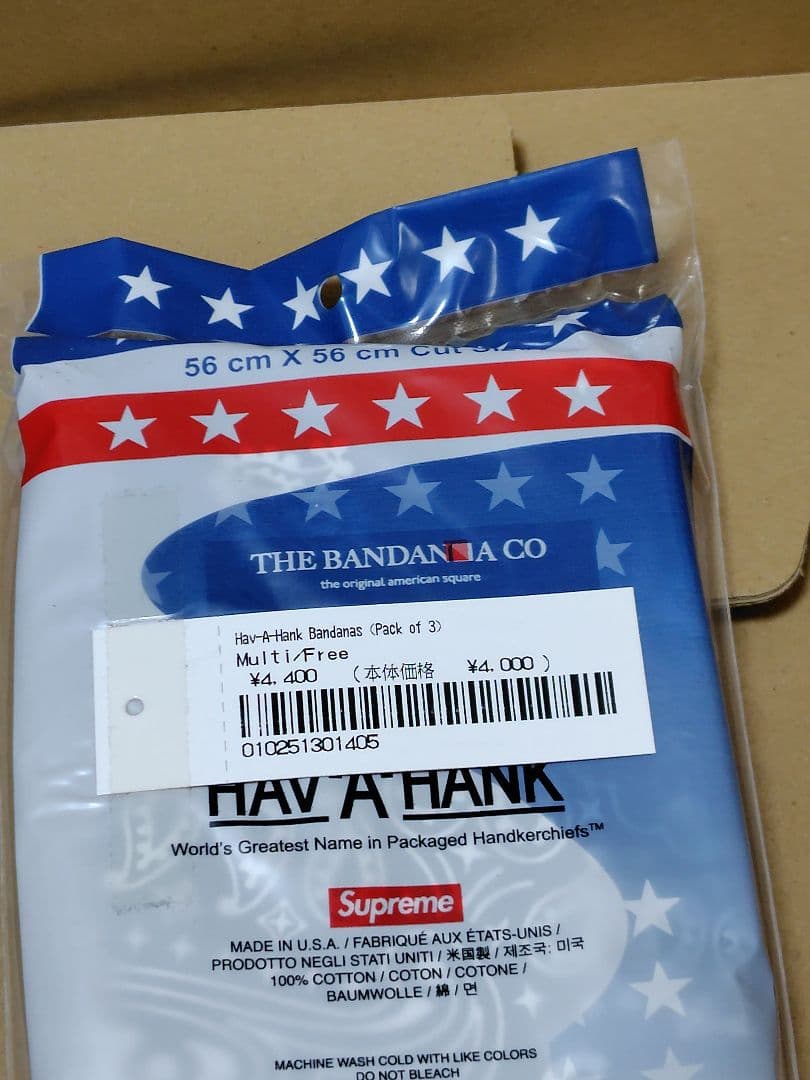 56 cm X 56 cm Cut
THE BANDANNA CO
the original american square
Hav-A-Hank Bandanas (Pack of 3)
Multi/Free
¥4.400 (本体価格 ¥4.000)
010251301405
HAV-A-HANK
World's Greatest Name in Packaged Handkerchiefs™
Supreme
MADE IN U.S.A. / FABRIQUÉ AUX ÉTATS-UNIS /
PRODOTTO NEGLI STATI UNITI / 米国製 / 제조국: 미국
100% COTTON / COTON / COTONE /
BAUMWOLLE / 綿 / 면
MACHINE WASH COLD WITH LIKE COLORS
DO NOT BLEACH